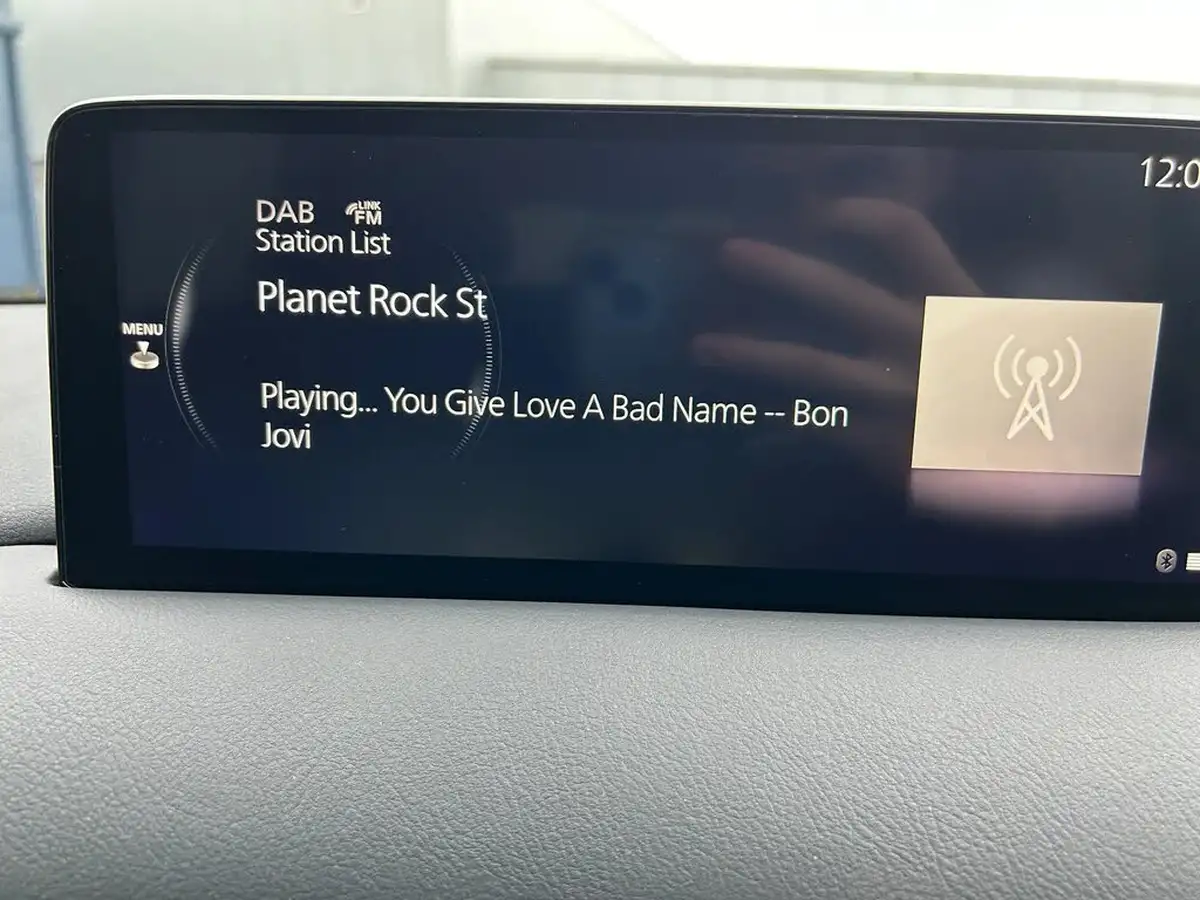 12:0
DAB LINK FM
Station List
Planet Rock St
MENU
Playing... You Give Love A Bad Name -- Bon
Jovi